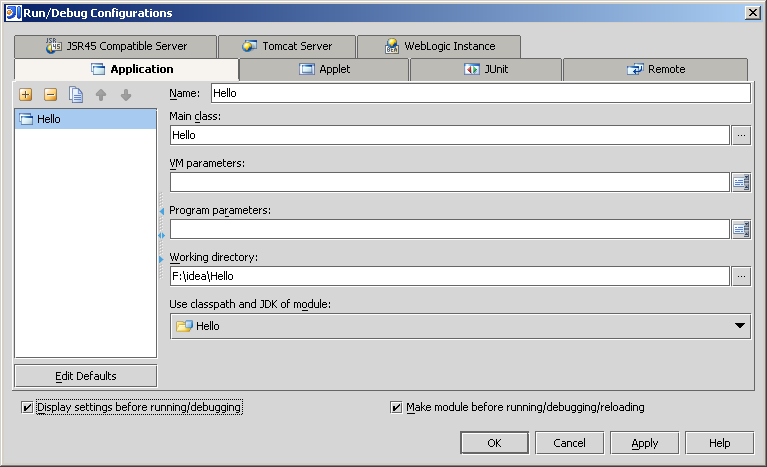 Run/Debug Configurations
JSR45 Compatible Server
Tomcat Server
WebLogic Instance
Application
Applet
JUnit
Remote
Name: Hello
Hello
Main class:
Hello
...
VM parameters:
Program parameters:
Working directory:
F:\idea\Hello
...
Use classpath and JDK of module:
Hello
Edit Defaults
Display settings before running/debugging
Make module before running/debugging/reloading
OK
Cancel
Apply
Help